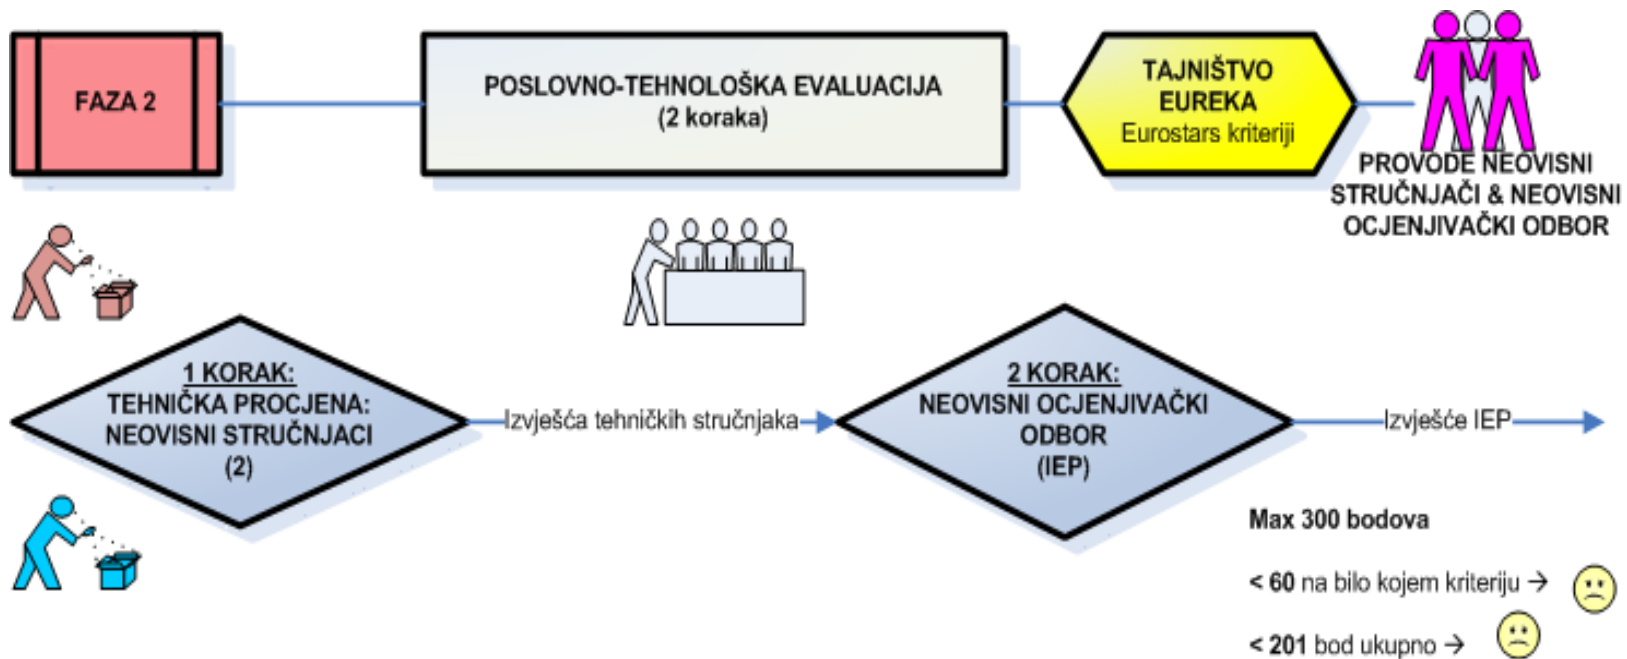 FAZA 2
POSLOVNO-TEHNOLOŠKA EVALUACIJA
(2 koraka)
TAJNIŠTVO
EUREKA
Eurostars kriteriji
PROVODE NEOVISNI
STRUČNJAČI & NEOVISNI
OCJENJIVAČKI ODBOR
1 KORAK:
TEHNIČKA PROCJENA:
NEOVISNI STRUČNJACI
(2)
Izvješća tehničkih stručnjaka
2 KORAK:
NEOVISNI OCJENJIVAČKI
ODBOR
(IEP)
Izvješće IEP
Max 300 bodova
< 60 na bilo kojem kriteriju →
< 201 bod ukupno →